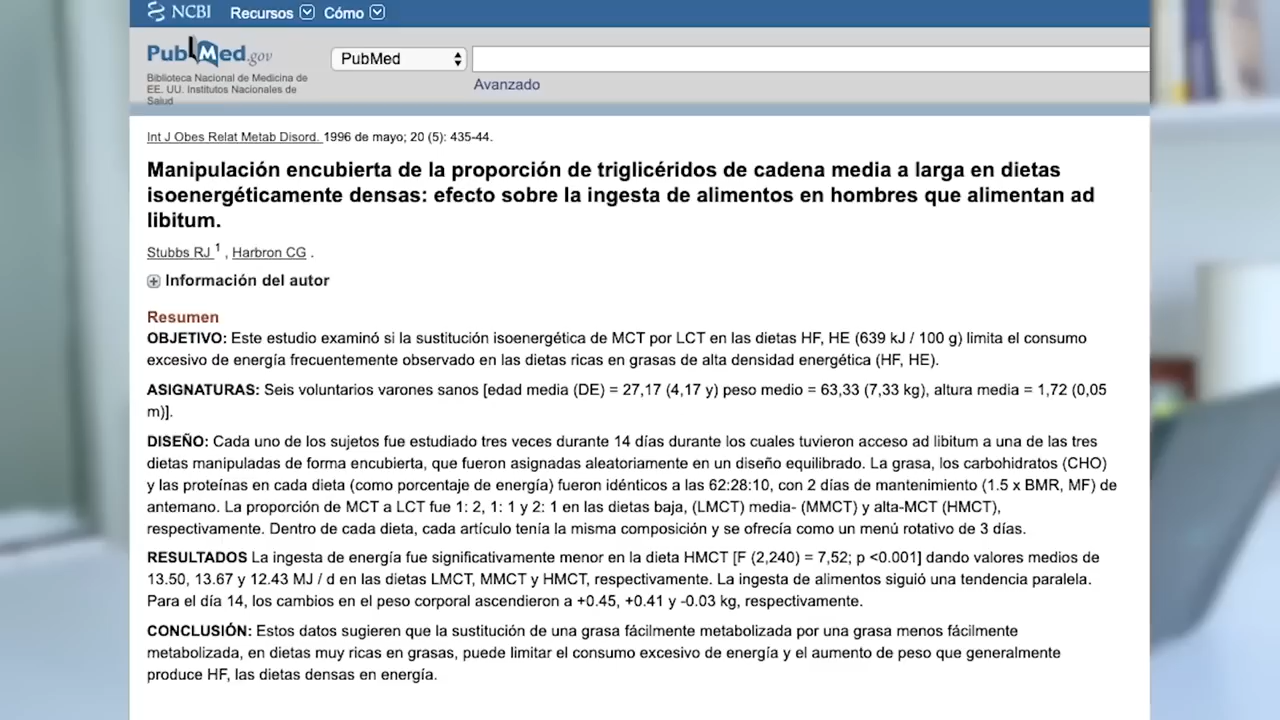 NCBI Recursos Cómo
PubMed.gov PubMed
Avanzado
Biblioteca Nacional de Medicina de
EE. UU. Institutos Nacionales de
Salud
Int J Obes Relat Metab Disord. 1996 de mayo; 20 (5): 435-44.
Manipulación encubierta de la proporción de triglicéridos de cadena media a larga en dietas
isoenergéticamente densas: efecto sobre la ingesta de alimentos en hombres que alimentan ad
libitum.
Stubbs RJ 1 , Harbron CG .
Información del autor
Resumen
OBJETIVO: Este estudio examinó si la sustitución isoenergética de MCT por LCT en las dietas HF, HE (639 kJ / 100 g) limita el consumo
excesivo de energía frecuentemente observado en las dietas ricas en grasas de alta densidad energética (HF, HE).
ASIGNATURAS: Seis voluntarios varones sanos [edad media (DE) = 27,17 (4,17 y) peso medio = 63,33 (7,33 kg), altura media = 1,72 (0,05
m)].
DISEÑO: Cada uno de los sujetos fue estudiado tres veces durante 14 días durante los cuales tuvieron acceso ad libitum a una de las tres
dietas manipuladas de forma encubierta, que fueron asignadas aleatoriamente en un diseño equilibrado. La grasa, los carbohidratos (CHO)
y las proteínas en cada dieta (como porcentaje de energía) fueron idénticos a las 62:28:10, con 2 días de mantenimiento (1.5 x BMR, MF) de
antemano. La proporción de MCT a LCT fue 1: 2, 1: 1 y 2: 1 en las dietas baja, (LMCT) media- (MMCT) y alta-MCT (HMCT),
respectivamente. Dentro de cada dieta, cada artículo tenía la misma composición y se ofrecía como un menú rotativo de 3 días.
RESULTADOS La ingesta de energía fue significativamente menor en la dieta HMCT [F (2,240) = 7,52; p <0.001] dando valores medios de
13.50, 13.67 y 12.43 MJ / d en las dietas LMCT, MMCT y HMCT, respectivamente. La ingesta de alimentos siguió una tendencia paralela.
Para el día 14, los cambios en el peso corporal ascendieron a +0.45, +0.41 y -0.03 kg, respectivamente.
CONCLUSIÓN: Estos datos sugieren que la sustitución de una grasa fácilmente metabolizada por una grasa menos fácilmente
metabolizada, en dietas muy ricas en grasas, puede limitar el consumo excesivo de energía y el aumento de peso que generalmente
produce HF, las dietas densas en energía.